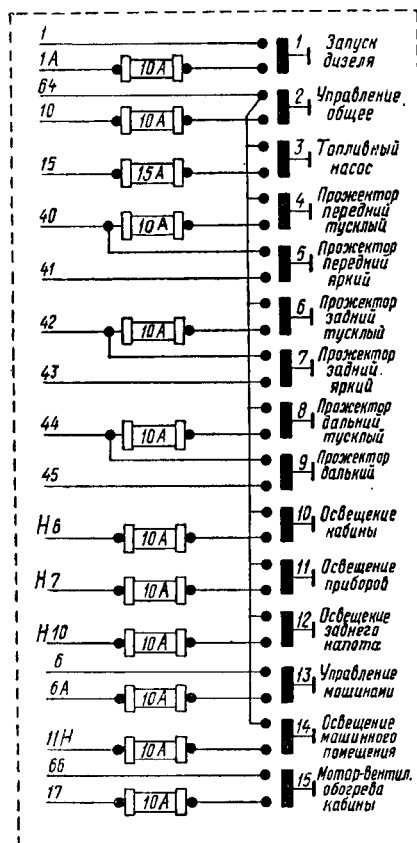 1
1 Запуск
1А 10А дизеля
64
2 Управление
10 10А общее
3 Топливный
15 15А насос
4 Прожектор
передний
40 10А тусклый
5 Прожектор
передний
41 яркий
6 Прожектор
задний
42 10А тусклый
7 Прожектор
задний
43 яркий
8 Прожектор
дальний
44 10А тусклый
9 Прожектор
дальний
45
10 Освещение
Н6 10А кабины
11 Освещение
Н7 10А приборов
12 Освещение
заднего
Н10 10А капота
6
13 Управление
6А 10А машинами
14 Освещение
машинного
11Н 10А помещения
66
15 Мотор-вентил.
обогрева
17 10А кабины